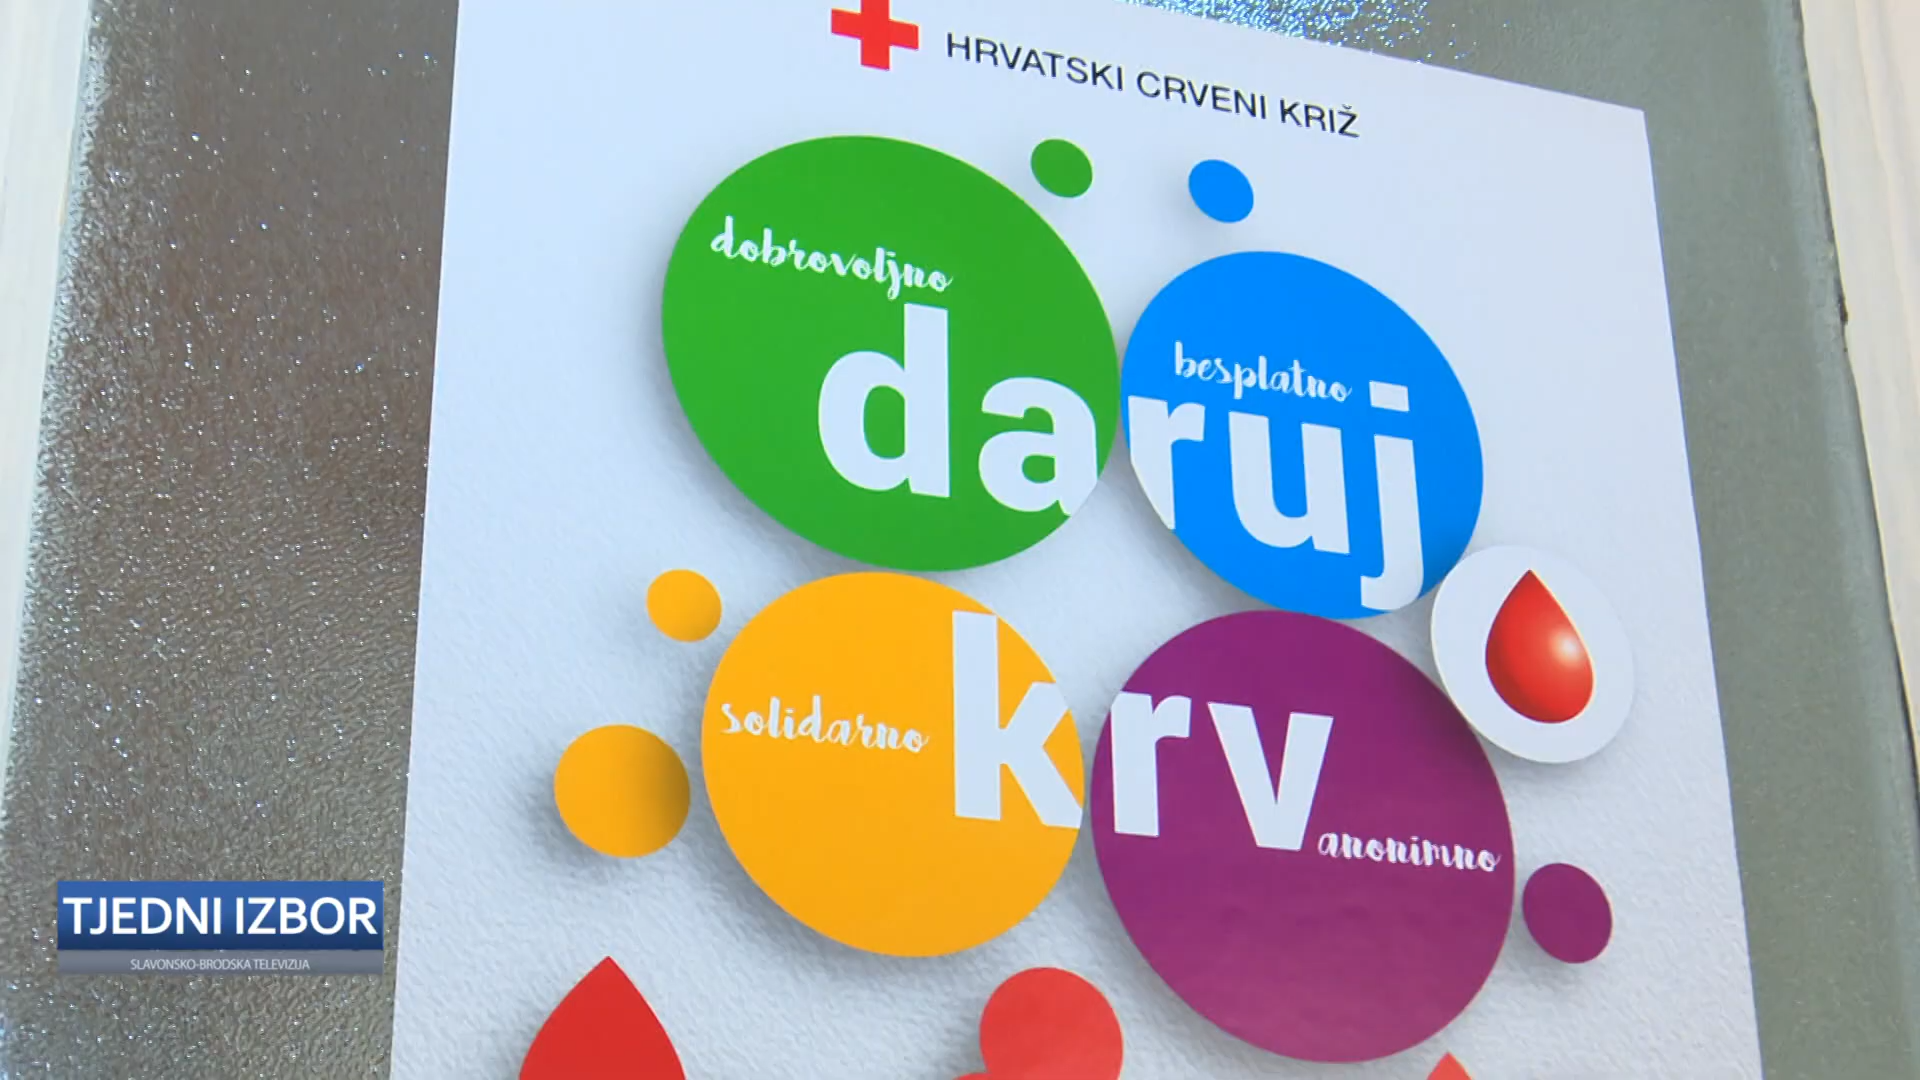 HRVATSKI CRVENI KRIŽ
dobrovoljno
besplatno
daruj
solidarno
krv
anonimno
TJEDNI IZBOR
SLAVONSKO-BRODSKA TELEVIZIJA